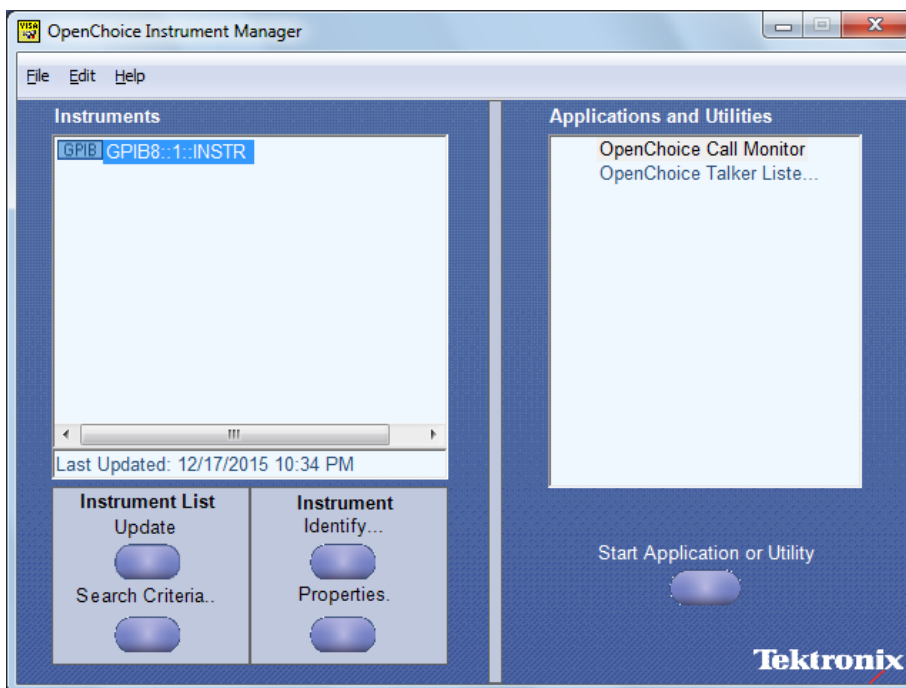 VISA
OpenChoice Instrument Manager
File Edit Help
Instruments
GPIB GPIB8::1::INSTR
Last Updated: 12/17/2015 10:34 PM
Instrument List
Update
Search Criteria..
Instrument
Identify...
Properties.
Applications and Utilities
OpenChoice Call Monitor
OpenChoice Talker Liste...
Start Application or Utility
Tektronix